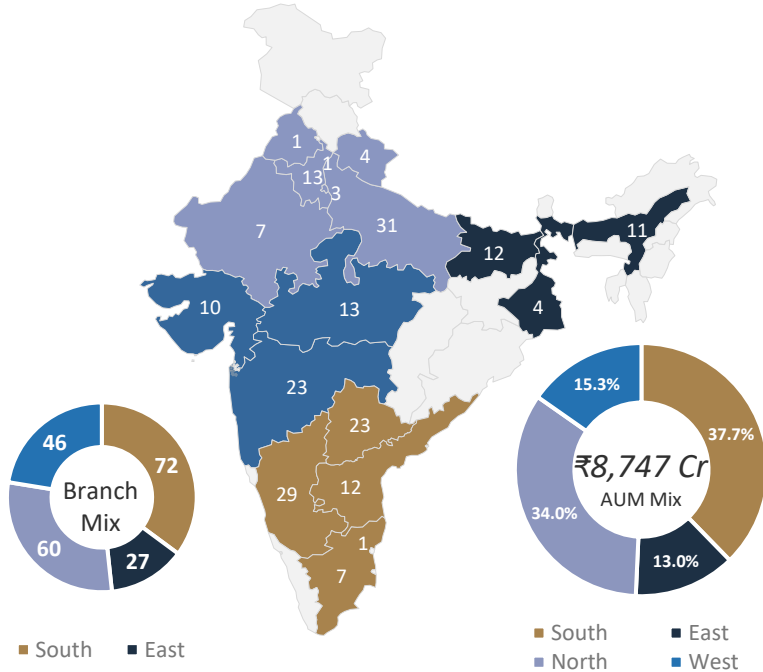 1
1
4
13
3
7
31
12
11
10
13
4
23
23
29
12
1
7
46
72
Branch
Mix
60
27
South
East
15.3%
37.7%
₹8,747 Cr
AUM Mix
34.0%
13.0%
South
East
North
West